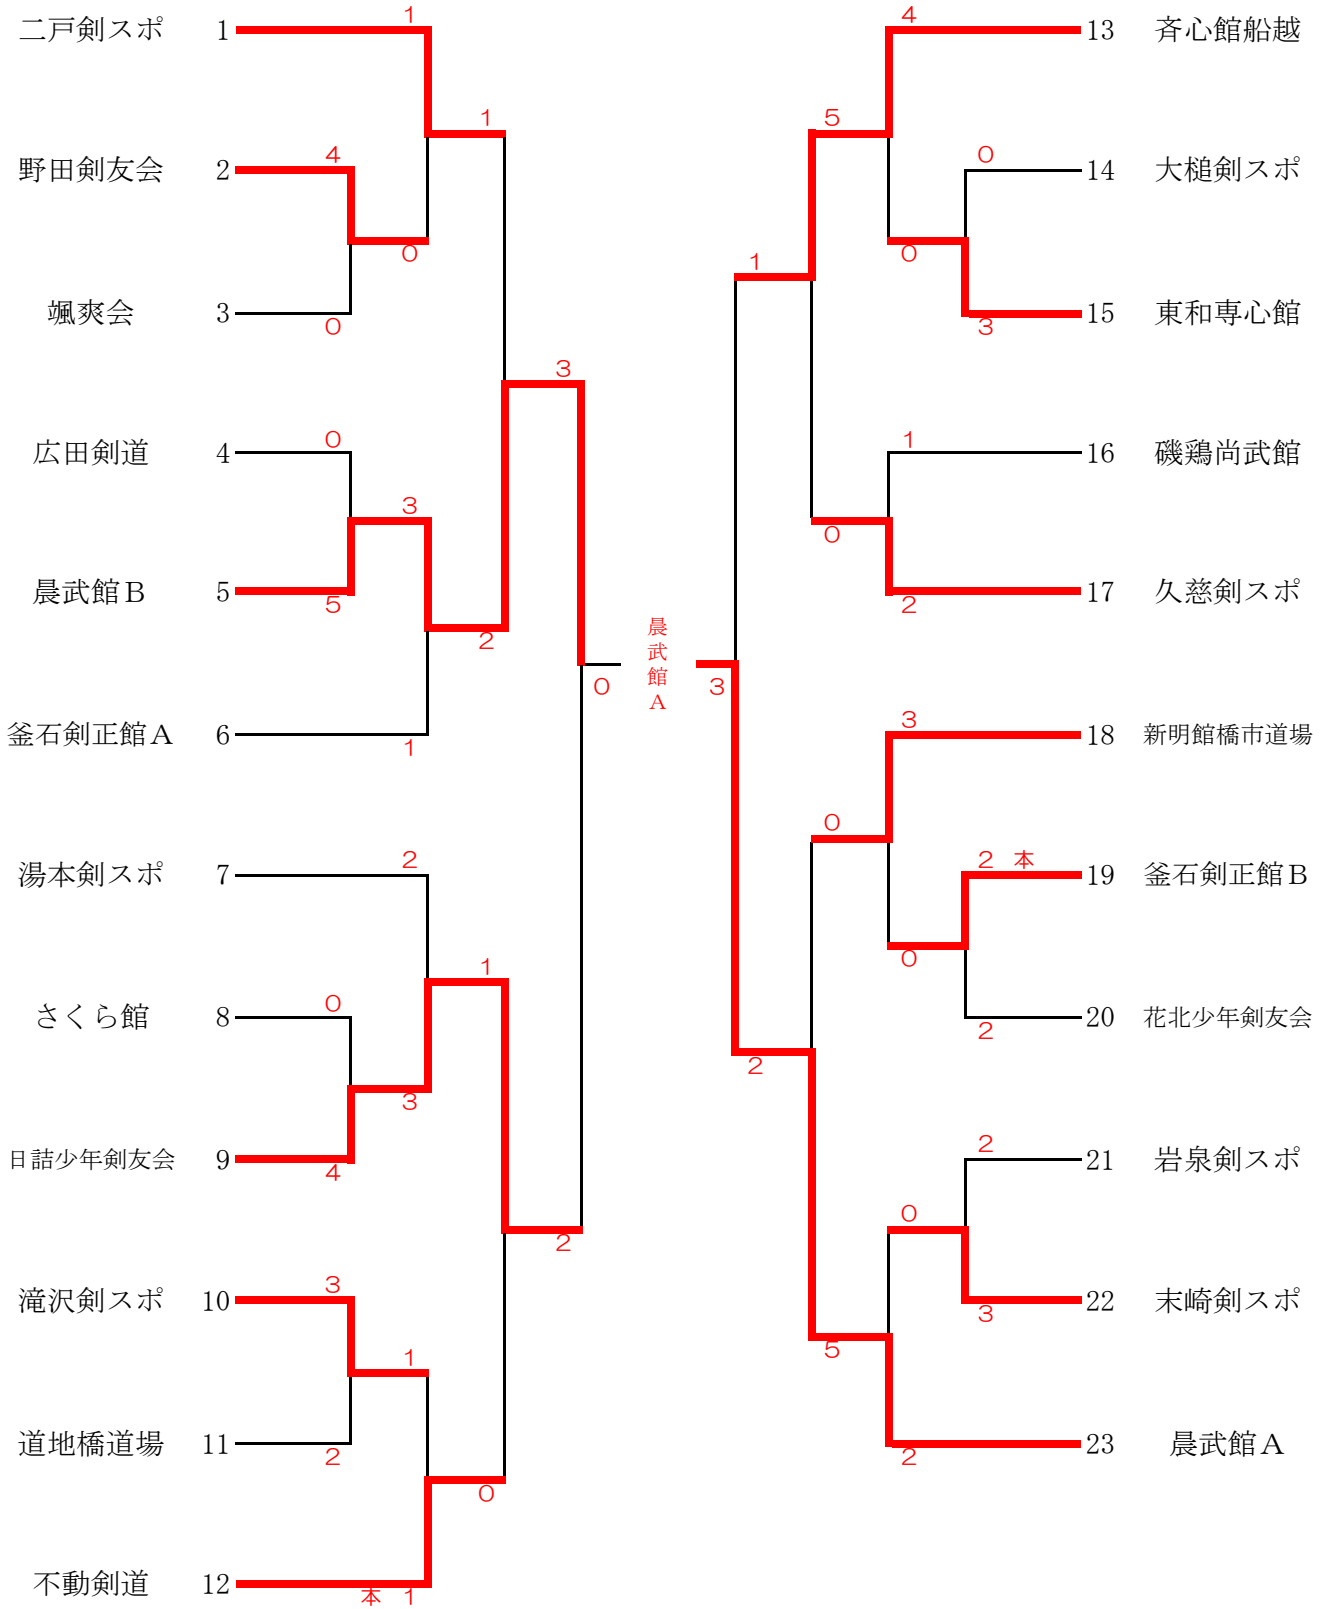 二戸剣スポ 1
1
1
野田剣友会 2
4
0
颯爽会 3
0
3
広田剣道 4
0
3
晨武館B 5
5
2
釜石剣正館A 6
1
0
湯本剣スポ 7
2
1
さくら館 8
0
3
日詰少年剣友会 9
4
2
滝沢剣スポ 10
3
1
道地橋道場 11
2
0
不動剣道 12
本 1
晨武館A
3
4
13 斉心館船越
5
0
14 大槌剣スポ
0
1
3
15 東和専心館
1
16 磯鶏尚武館
0
2
17 久慈剣スポ
3
18 新明館橋市道場
0
2 本
19 釜石剣正館B
0
2
20 花北少年剣友会
2
2
21 岩泉剣スポ
0
3
22 末崎剣スポ
5
2
23 晨武館A